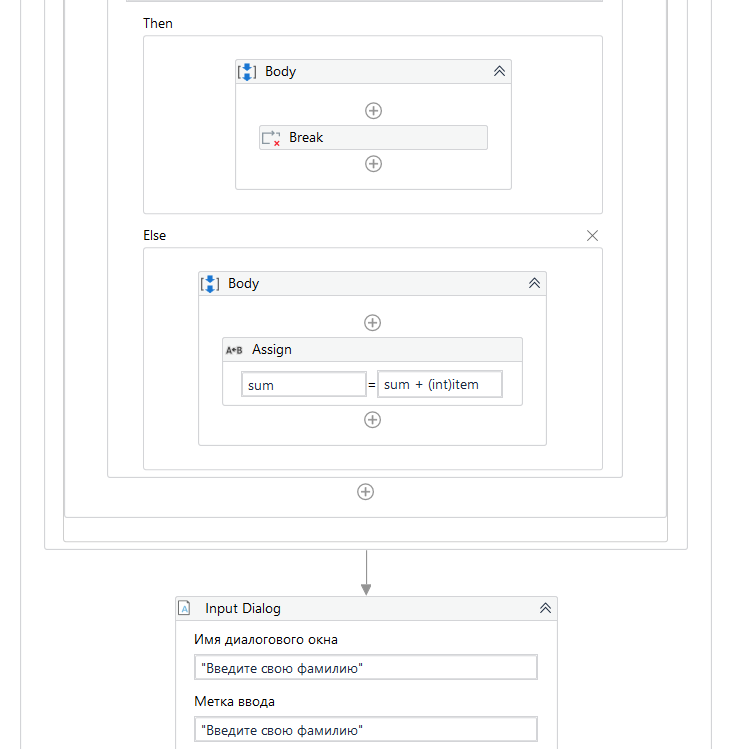 Then
Body
Break
Else
Body
A+B Assign
sum = sum + (int)item
Input Dialog
Имя диалогового окна
"Введите свою фамилию"
Метка ввода
"Введите свою фамилию"